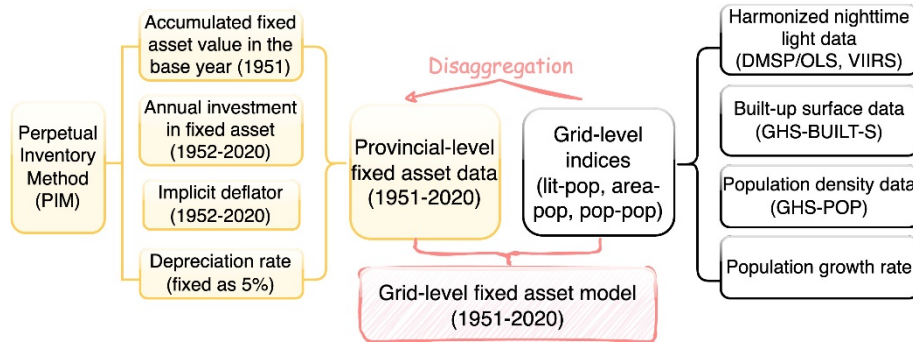 Perpetual
Inventory
Method
(PIM)
Accumulated fixed
asset value in the
base year (1951)
Annual investment
in fixed asset
(1952-2020)
Implicit deflator
(1952-2020)
Depreciation rate
(fixed as 5%)
Disaggregation
Provincial-level
fixed asset data
(1951-2020)
Grid-level
indices
(lit-pop, area-
pop, pop-pop)
Grid-level fixed asset model
(1951-2020)
Harmonized nighttime
light data
(DMSP/OLS, VIIRS)
Built-up surface data
(GHS-BUILT-S)
Population density data
(GHS-POP)
Population growth rate